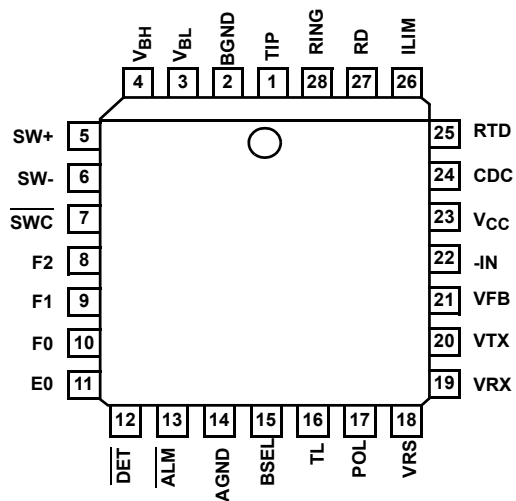 VBH VBL BGND TIP RING RD ILIM
4 3 2 1 28 27 26
SW+ 5 25 RTD
SW- 6 24 CDC
SWC 7 23 VCC
F2 8 22 -IN
F1 9 21 VFB
F0 10 20 VTX
E0 11 19 VRX
12 13 14 15 16 17 18
DET ALM AGND BSEL TL POL VRS